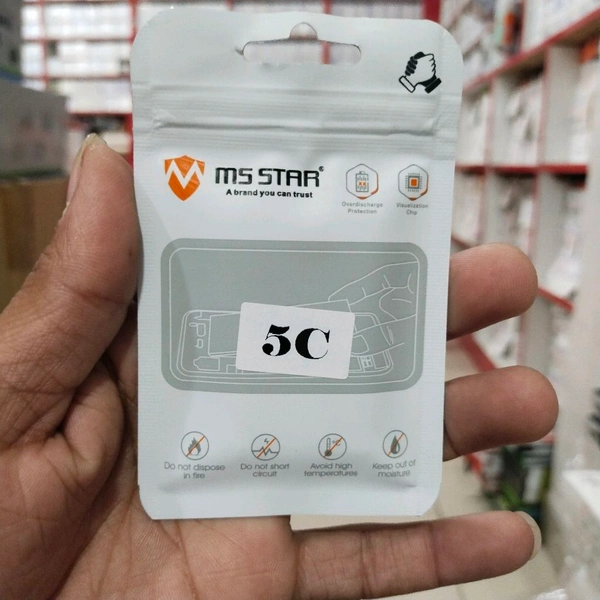 MS STAR®
A brand you can trust
Overdischarge
Protection
Visualization
Chip
5C
Do not dispose
in fire
Do not short
circuit
Avoid high
temperatures
Keep out of
moisture